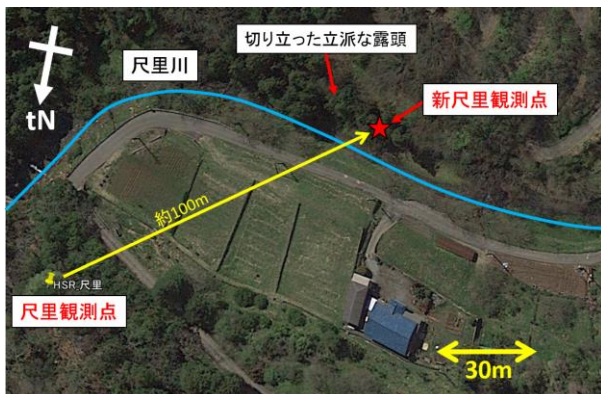 切り立った立派な露頭
尺里川
新尺里観測点
tN
約100m
HSR.尺里
尺里観測点
30m